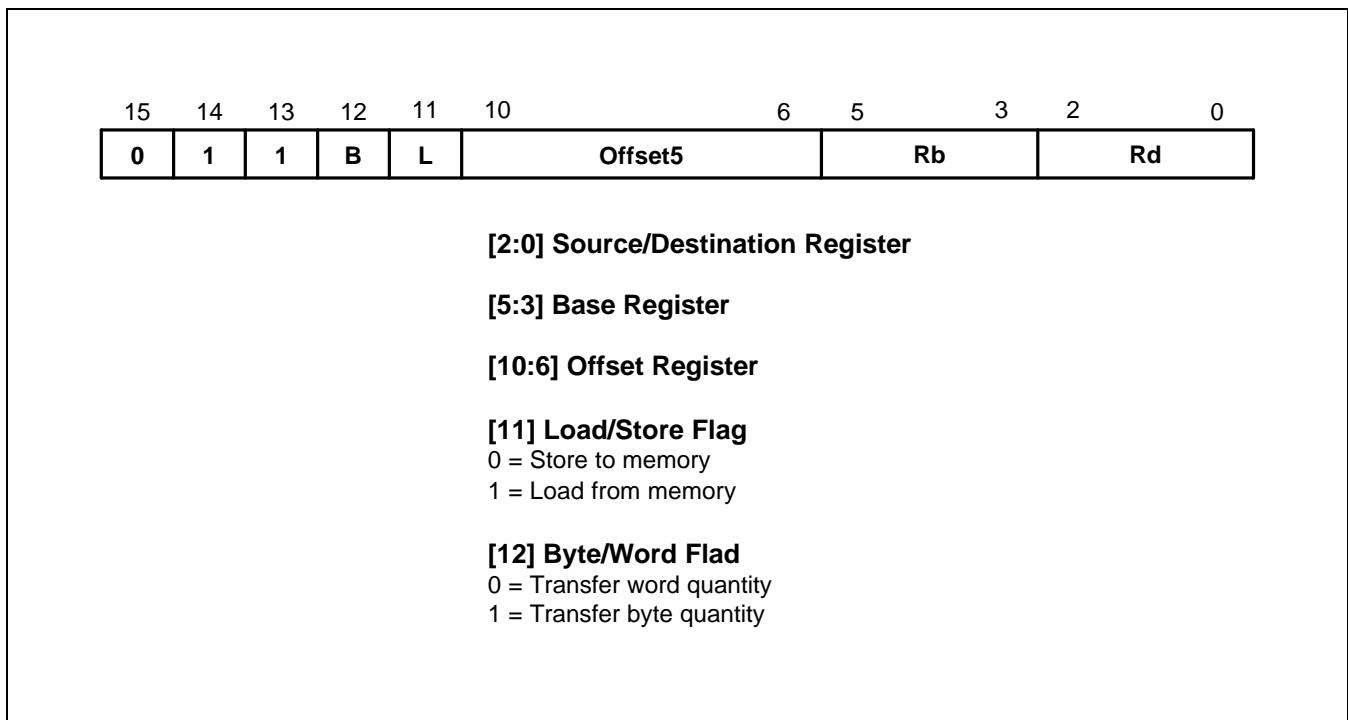 15 14 13 12 11 10 6 5 3 2 0
0 1 1 B L Offset5 Rb Rd
[2:0] Source/Destination Register
[5:3] Base Register
[10:6] Offset Register
[11] Load/Store Flag
0 = Store to memory
1 = Load from memory
[12] Byte/Word Flad
0 = Transfer word quantity
1 = Transfer byte quantity